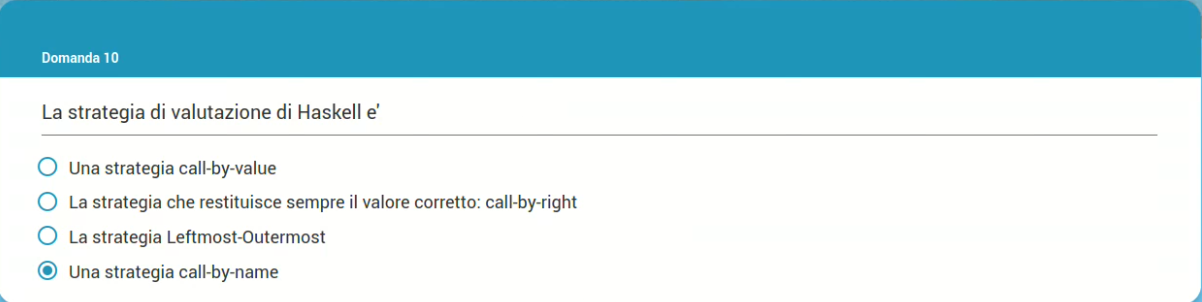 Domanda 10
La strategia di valutazione di Haskell e'
Una strategia call-by-value
La strategia che restituisce sempre il valore corretto: call-by-right
La strategia Leftmost-Outermost
Una strategia call-by-name